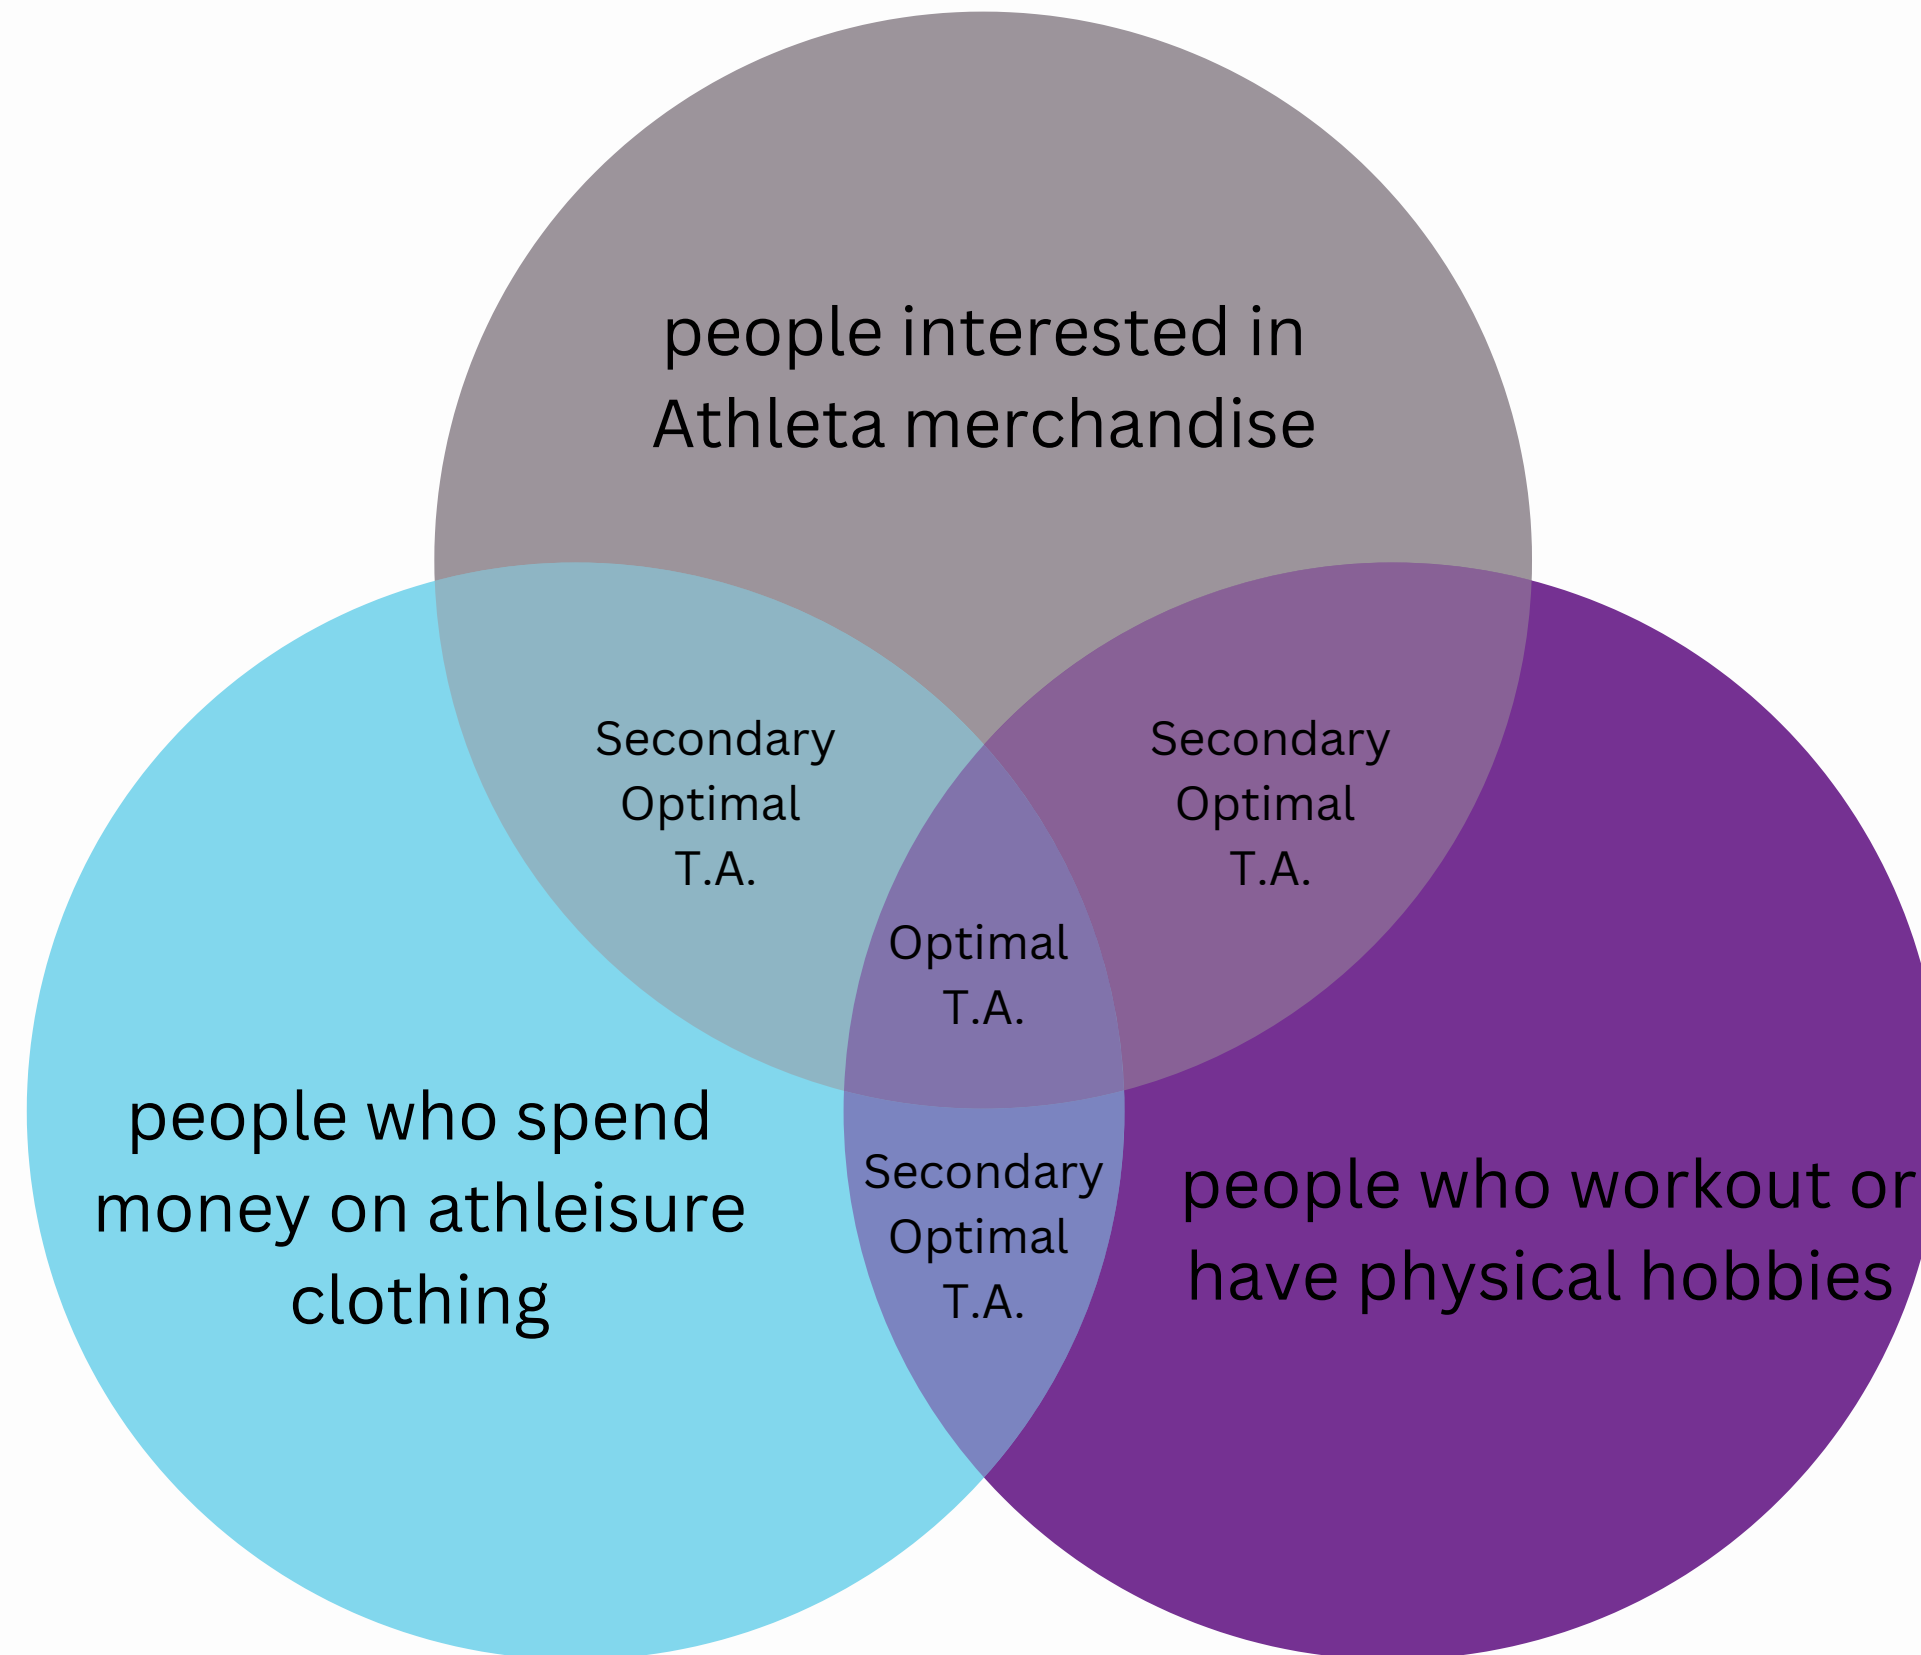 people interested in
Athleta merchandise
Secondary
Optimal
T.A.
Secondary
Optimal
T.A.
Optimal
T.A.
people who spend
money on athleisure
clothing
Secondary
Optimal
T.A.
people who workout or
have physical hobbies